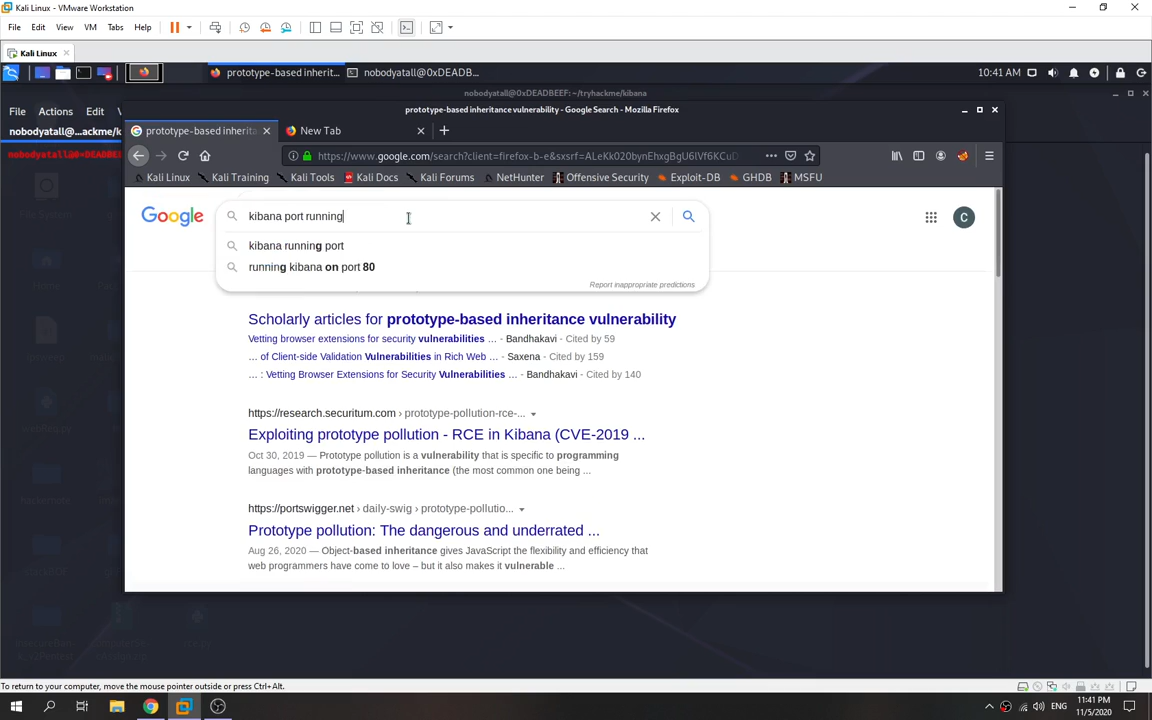 Kali Linux - VMware Workstation
File Edit View VM Tabs Help
Kali Linux
prototype-based inherit... nobodyatall@0xDEADB... 10:41 AM
nobodyatall@0xDEADBEEF: ~/tryhackme/kibana
File Actions Edit
prototype-based inheritance vulnerability - Google Search - Mozilla Firefox
nobodyatall@...ackme/k
prototype-based inherita New Tab
https://www.google.com/search?client=firefox-b-e&sxsrf=ALeKk020bynEhxgBgU6lVf6KCuD
Kali Linux Kali Training Kali Tools Kali Docs Kali Forums NetHunter Offensive Security Exploit-DB GHDB MSFU
Google kibana port running C
kibana running port
running kibana on port 80
Report inappropriate predictions
Scholarly articles for prototype-based inheritance vulnerability
Vetting browser extensions for security vulnerabilities ... - Bandhakavi - Cited by 59
... of Client-side Validation Vulnerabilities in Rich Web ... - Saxena - Cited by 159
... : Vetting Browser Extensions for Security Vulnerabilities ... - Bandhakavi - Cited by 140
https://research.securitum.com › prototype-pollution-rce-...
Exploiting prototype pollution - RCE in Kibana (CVE-2019 ...
Oct 30, 2019 — Prototype pollution is a vulnerability that is specific to programming
languages with prototype-based inheritance (the most common one being ...
https://portswigger.net › daily-swig › prototype-pollutio...
Prototype pollution: The dangerous and underrated ...
Aug 26, 2020 — Object-based inheritance gives JavaScript the flexibility and efficiency that
web programmers have come to love – but it also makes it vulnerable ...
To return to your computer, move the mouse pointer outside or press Ctrl+Alt.
ENG
11:41 PM
11/5/2020